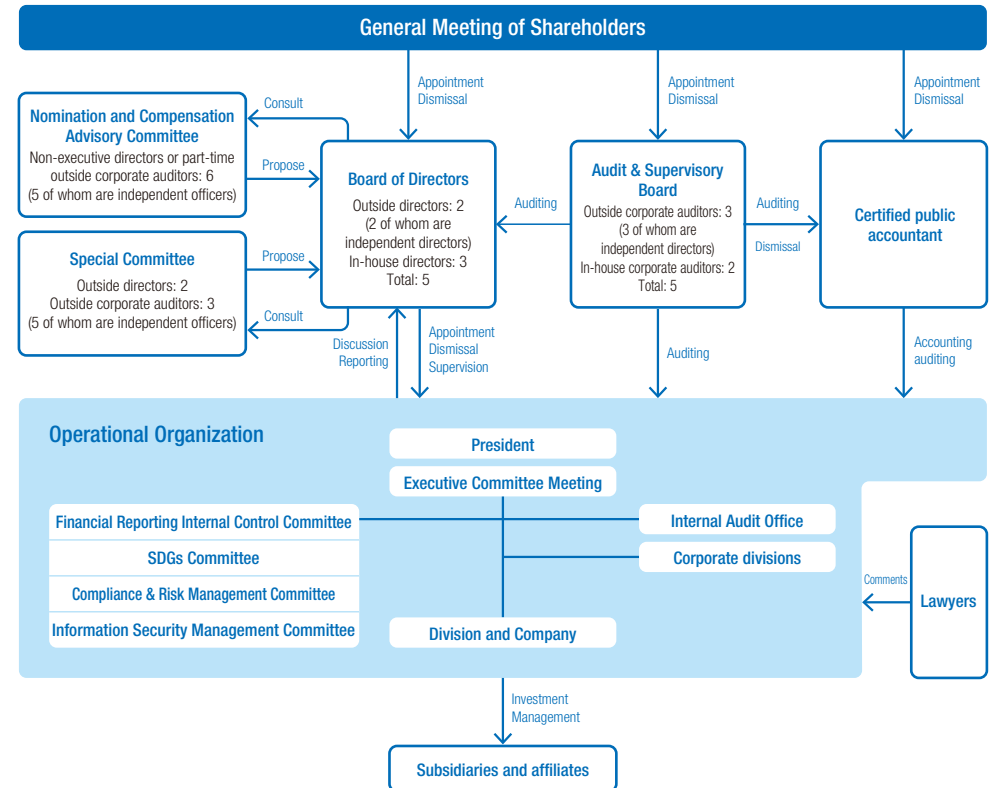 General Meeting of Shareholders
Appointment
Dismissal
Appointment
Dismissal
Appointment
Dismissal
Nomination and Compensation
Advisory Committee
Non-executive directors or part-time
outside corporate auditors: 6
(5 of whom are independent officers)
Consult
Propose
Special Committee
Outside directors: 2
Outside corporate auditors: 3
(5 of whom are independent officers)
Propose
Consult
Board of Directors
Outside directors: 2
(2 of whom are
independent directors)
In-house directors: 3
Total: 5
Auditing
Audit & Supervisory
Board
Outside corporate auditors: 3
(3 of whom are
independent directors)
In-house corporate auditors: 2
Total: 5
Auditing
Dismissal
Certified public
accountant
Discussion
Reporting
Appointment
Dismissal
Supervision
Auditing
Accounting
auditing
Operational Organization
President
Executive Committee Meeting
Financial Reporting Internal Control Committee
SDGs Committee
Compliance & Risk Management Committee
Information Security Management Committee
Internal Audit Office
Corporate divisions
Division and Company
Comments
Lawyers
Investment
Management
Subsidiaries and affiliates